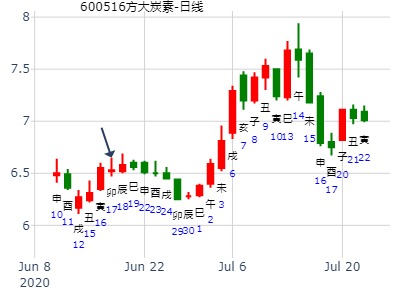 600516方大炭素-日线
8
7.5
7
6.5
6
申
10
酉
11
戌
12
丑
15
寅
16
卯
17
辰
18
巳
19
申
22
酉
23
戌
24
卯
29
辰
30
巳
1
午
2
未
3
戌
6
亥
7
子
8
丑
9
寅
10
巳
13
午
14
未
15
申
16
酉
17
子
20
丑
21
寅
22
Jun 8
2020
Jun 22
Jul 6
Jul 20